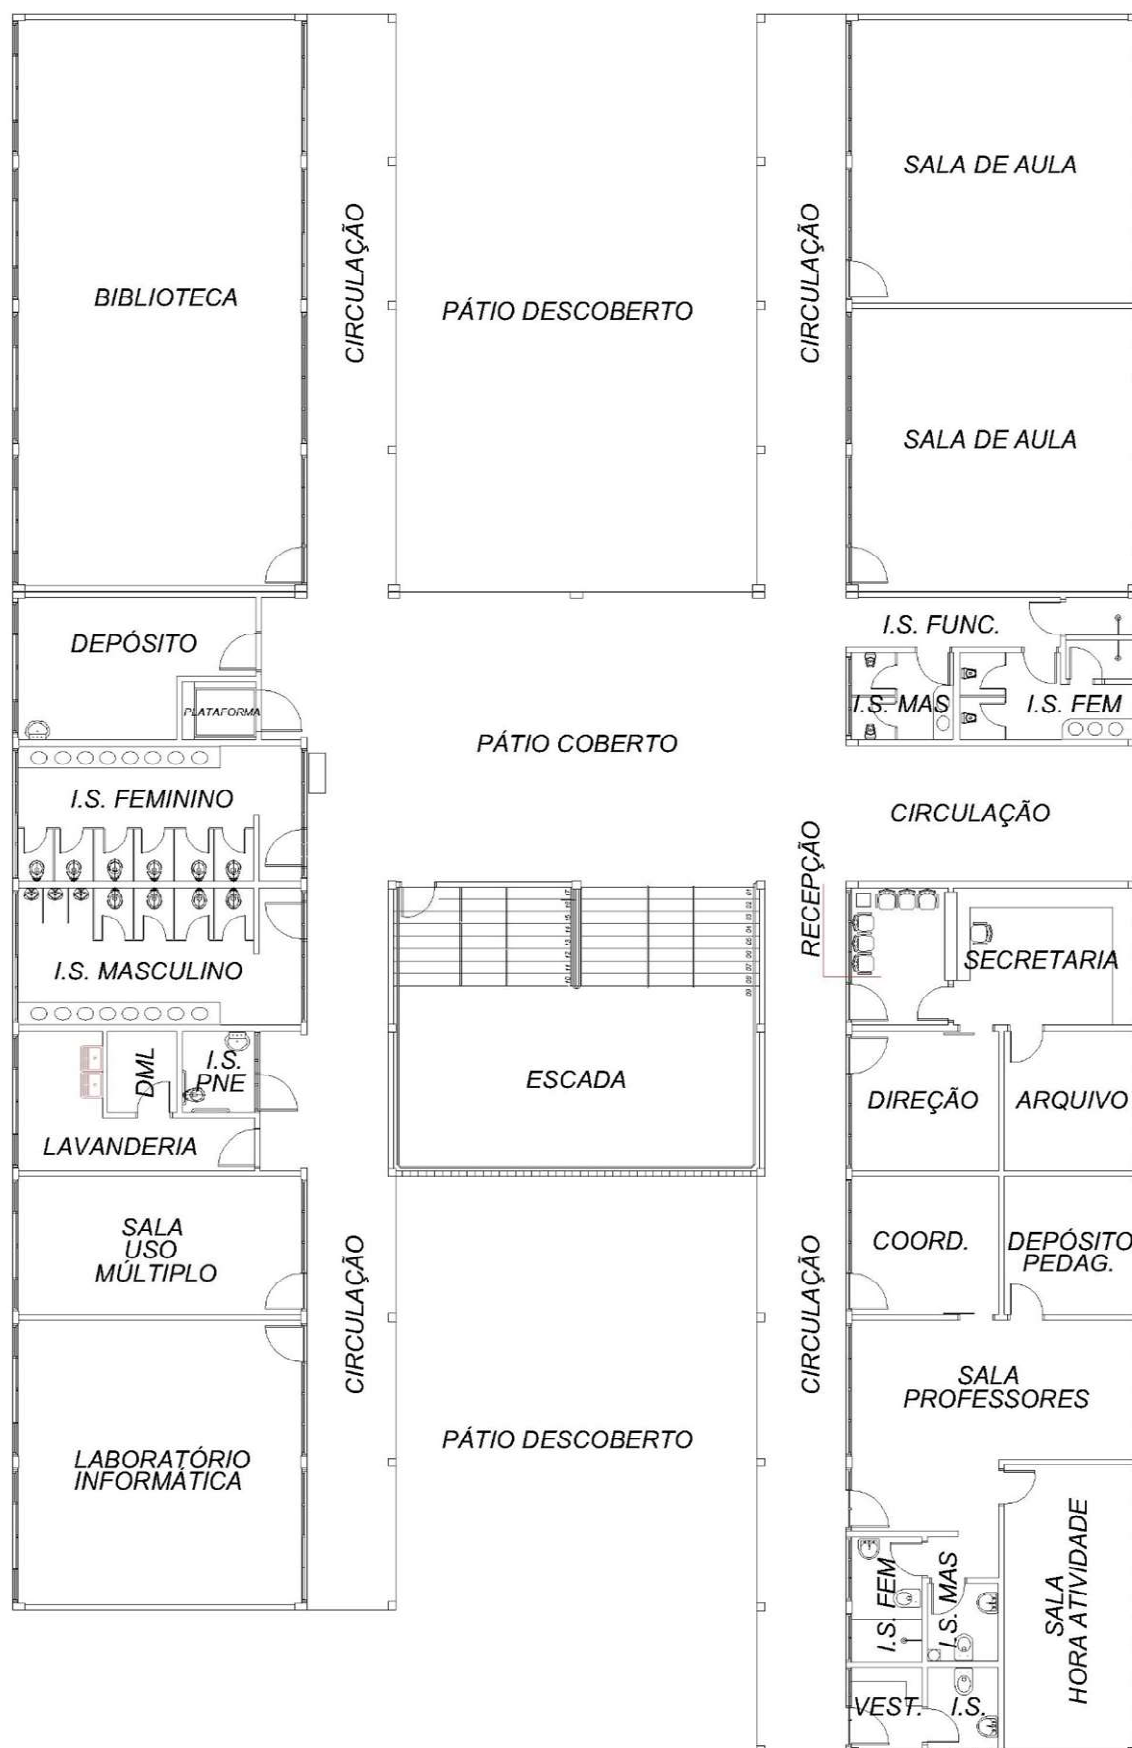 SALA DE AULA
BIBLIOTECA
CIRCULAÇÃO
PÁTIO DESCOBERTO
CIRCULAÇÃO
SALA DE AULA
DEPÓSITO
I.S. FUNC.
PLATAFORMA
I.S. MAS
I.S. FEM
PÁTIO COBERTO
I.S. FEMININO
CIRCULAÇÃO
RECEPÇÃO
I.S. MASCULINO
SECRETARIA
DML
I.S.
PNE
ESCADA
DIREÇÃO
ARQUIVO
LAVANDERIA
SALA
USO
MÚLTIPLO
CIRCULAÇÃO
CIRCULAÇÃO
COORD.
DEPÓSITO
PEDAG.
SALA
PROFESSORES
LABORATÓRIO
INFORMÁTICA
PÁTIO DESCOBERTO
I.S. FEM
I.S. MAS
SALA
HORA ATIVIDADE
VEST.
I.S.